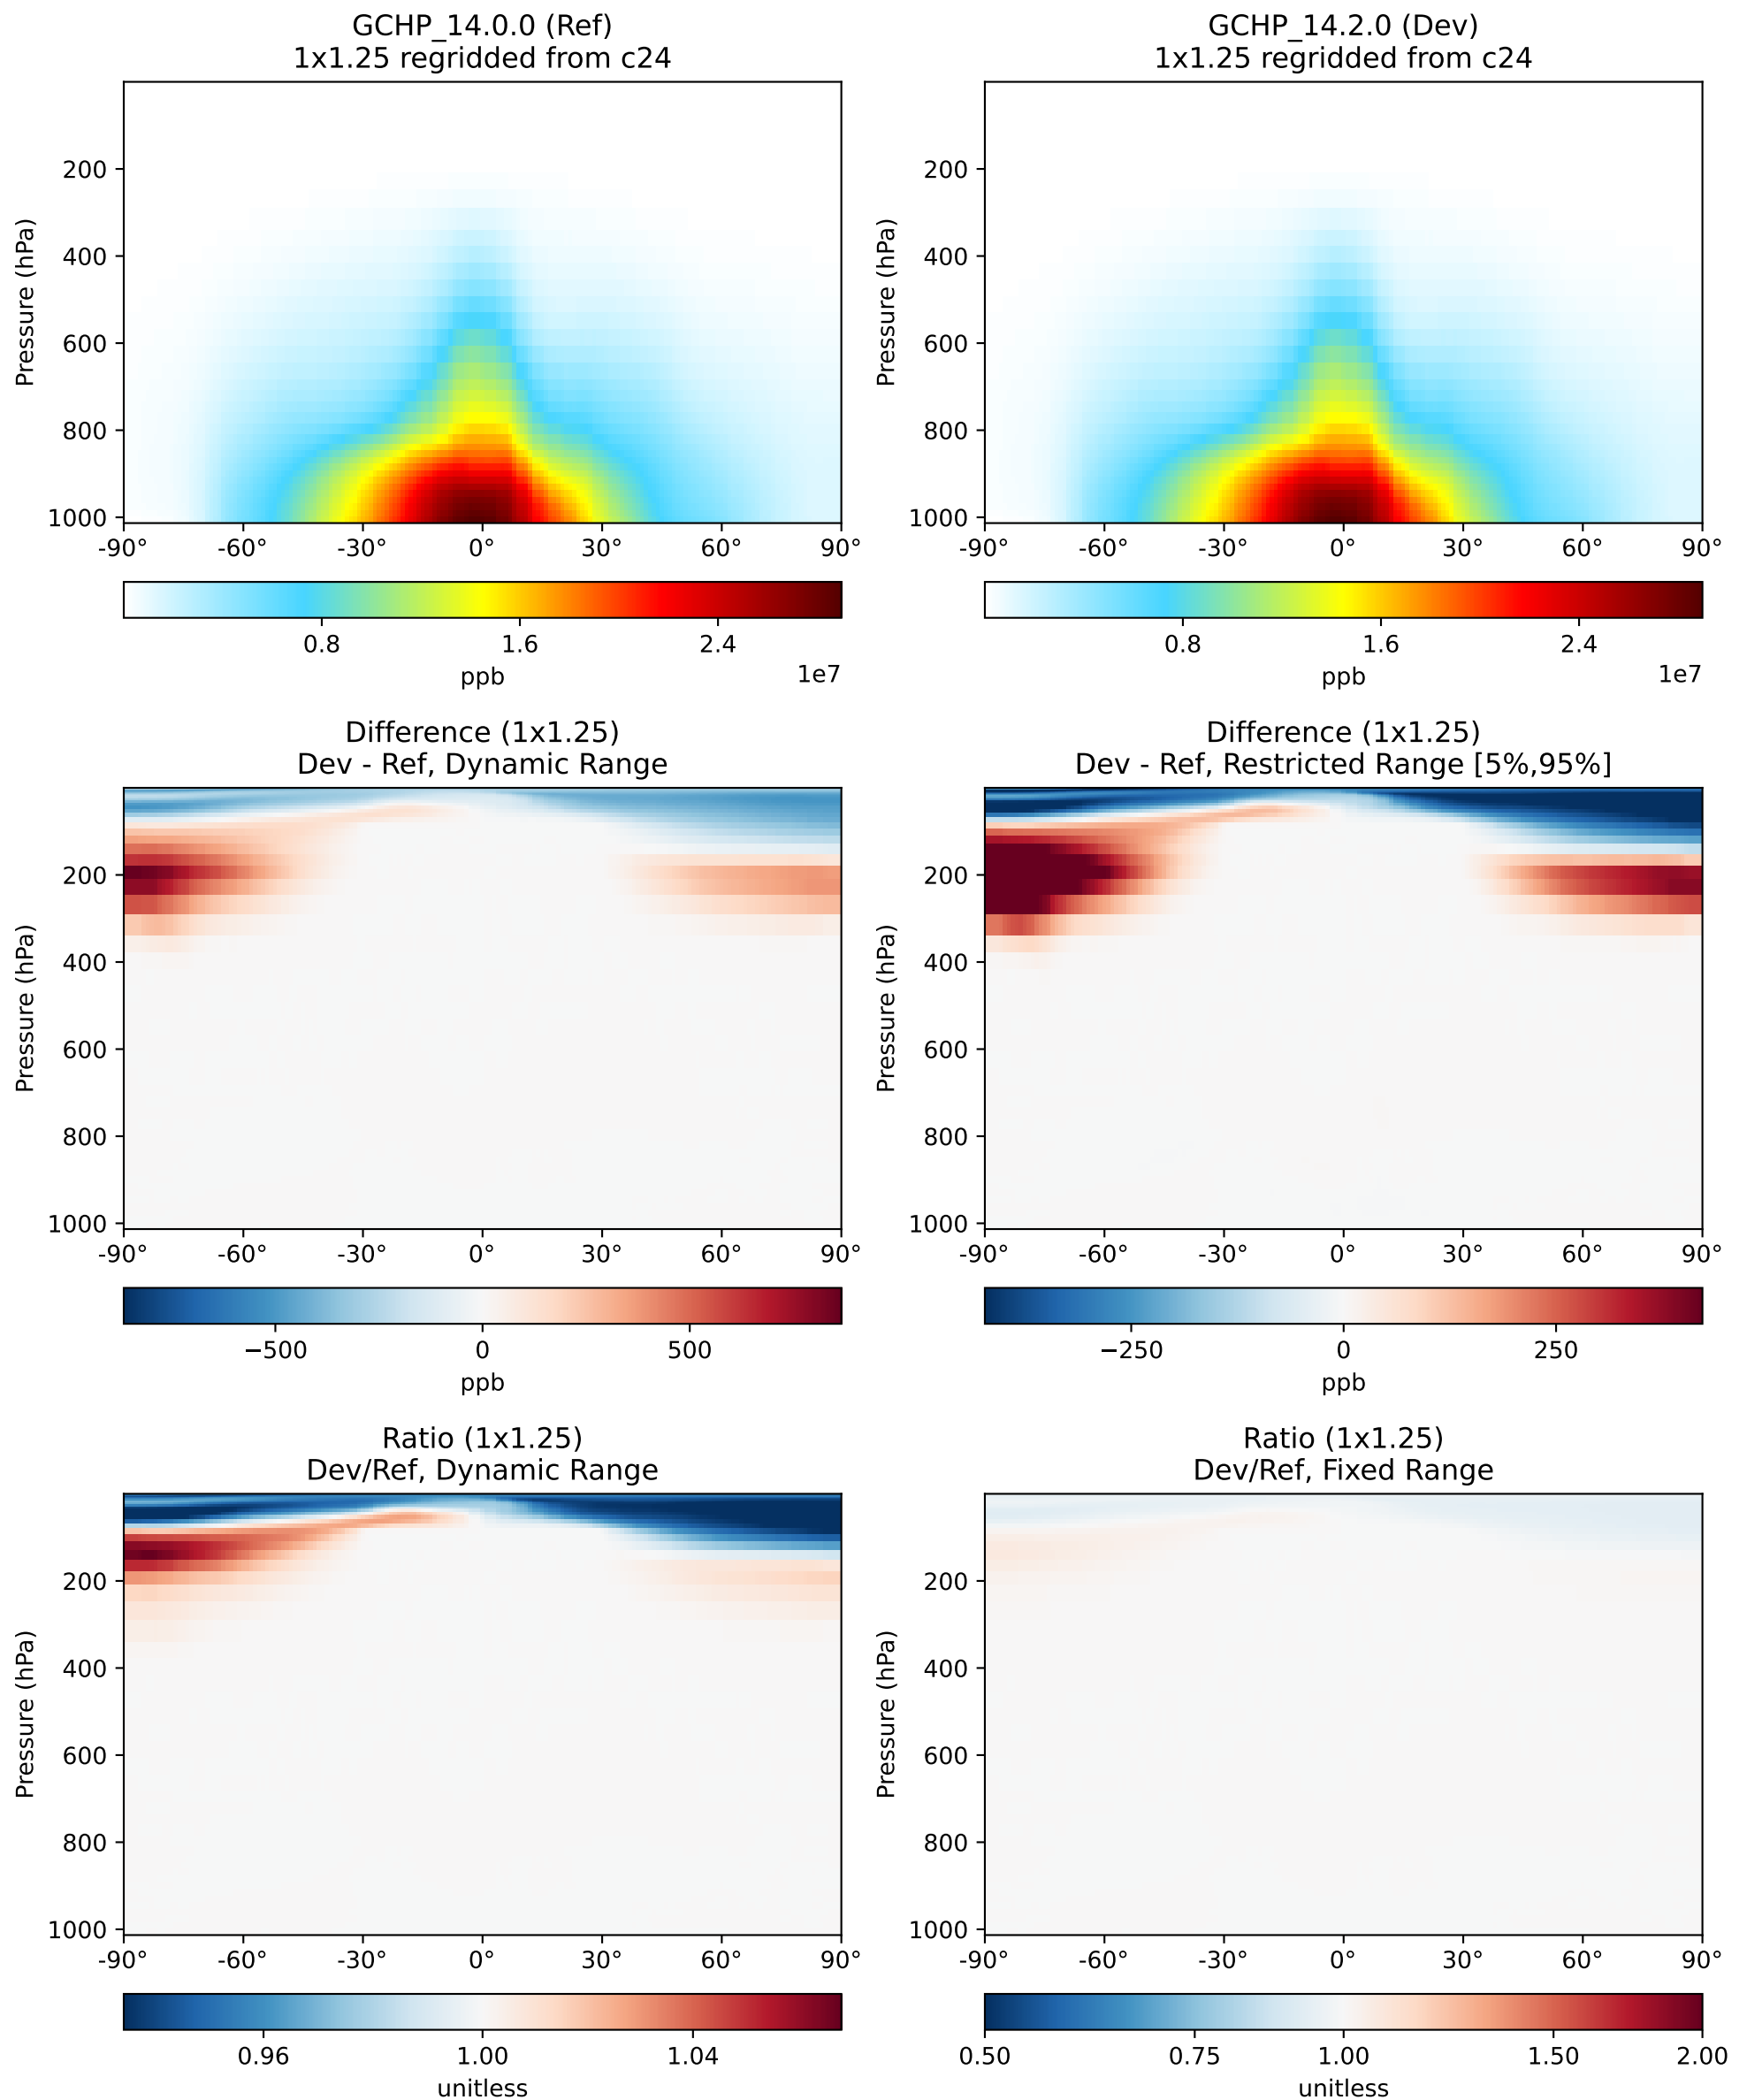 GCHP_14.0.0 (Ref)
1x1.25 regridded from c24
Pressure (hPa)
200
400
600
800
1000
-90° -60° -30° 0° 30° 60° 90°
0.8 1.6 2.4
ppb
1e7
GCHP_14.2.0 (Dev)
1x1.25 regridded from c24
Pressure (hPa)
200
400
600
800
1000
-90° -60° -30° 0° 30° 60° 90°
0.8 1.6 2.4
ppb
1e7
Difference (1x1.25)
Dev - Ref, Dynamic Range
Pressure (hPa)
200
400
600
800
1000
-90° -60° -30° 0° 30° 60° 90°
−500 0 500
ppb
Difference (1x1.25)
Dev - Ref, Restricted Range [5%,95%]
Pressure (hPa)
200
400
600
800
1000
-90° -60° -30° 0° 30° 60° 90°
−250 0 250
ppb
Ratio (1x1.25)
Dev/Ref, Dynamic Range
Pressure (hPa)
200
400
600
800
1000
-90° -60° -30° 0° 30° 60° 90°
0.96 1.00 1.04
unitless
Ratio (1x1.25)
Dev/Ref, Fixed Range
Pressure (hPa)
200
400
600
800
1000
-90° -60° -30° 0° 30° 60° 90°
0.50 0.75 1.00 1.50 2.00
unitless